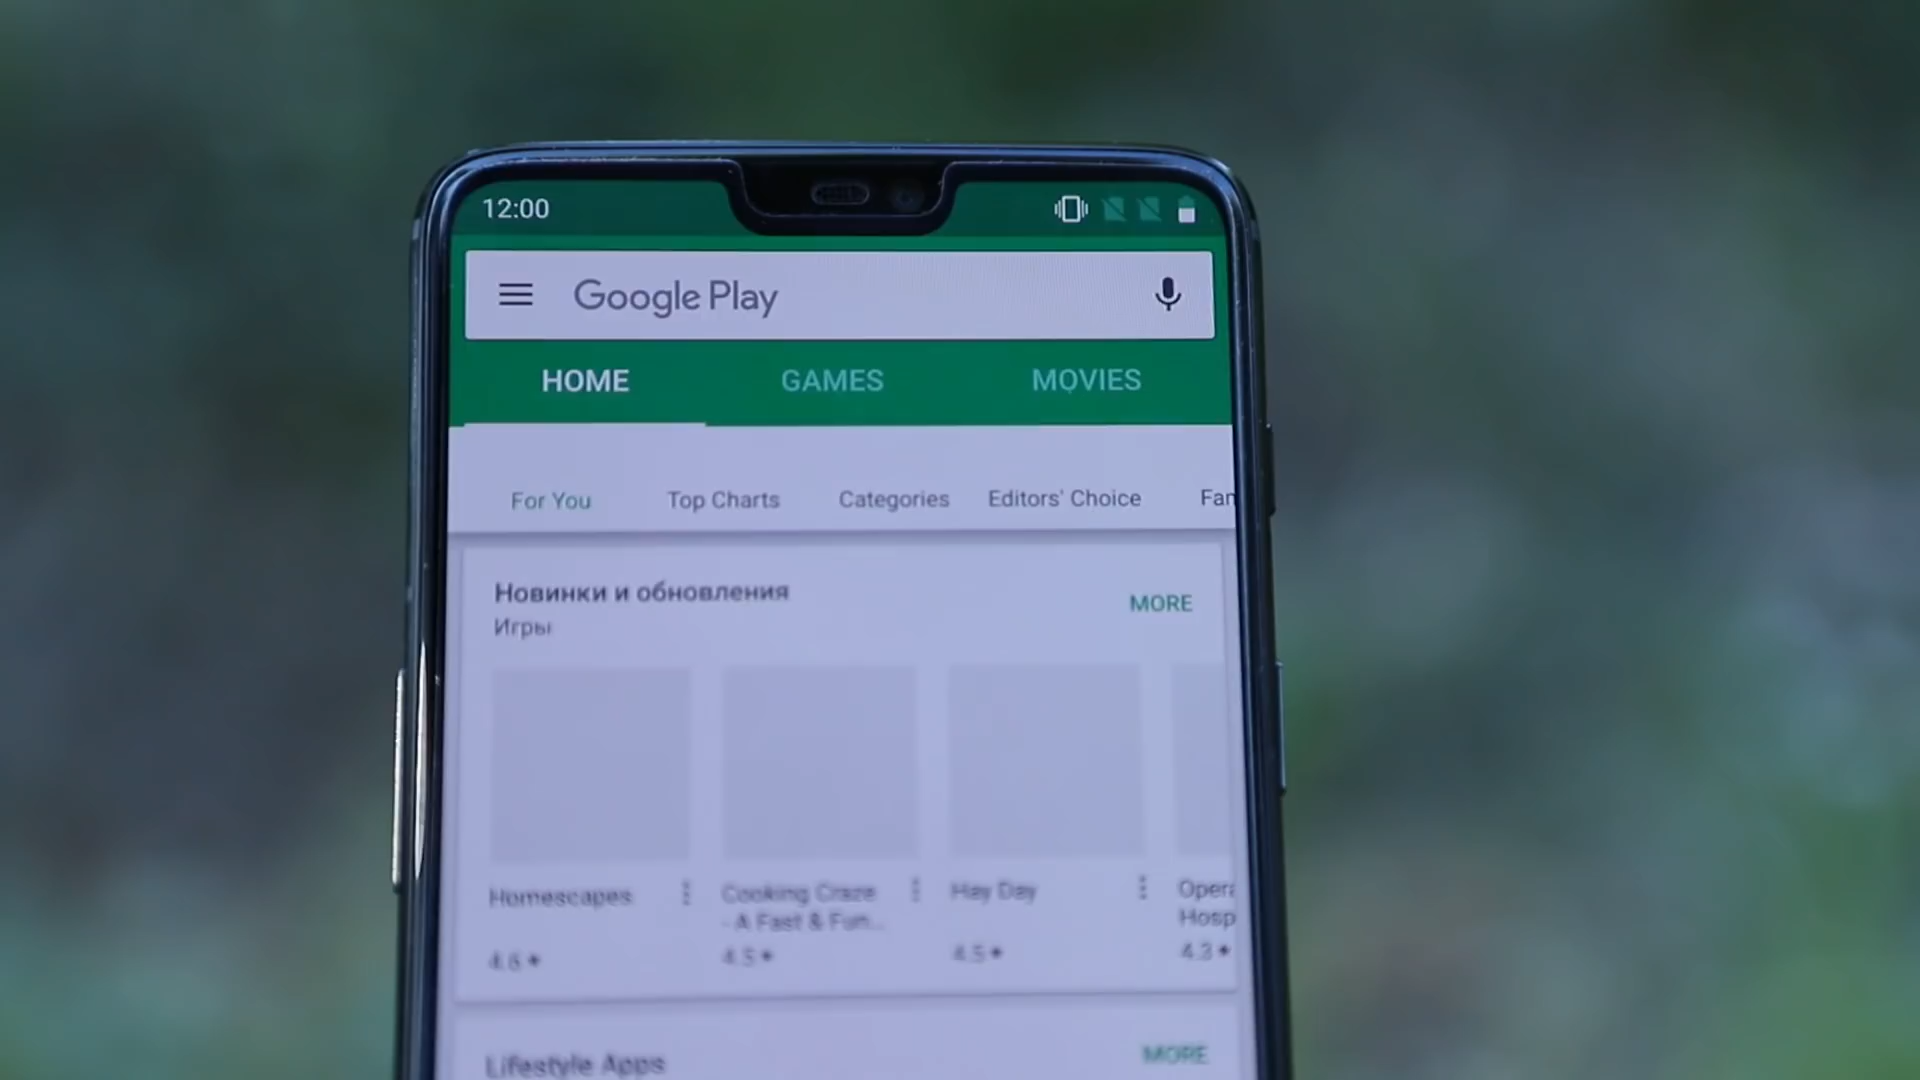 12:00
Google Play
HOME GAMES MOVIES
For You Top Charts Categories Editors' Choice Fam
Новинки и обновления
MORE
Игры
Homescapes Cooking Craze Hay Day Opera
- A Fast & Fun... Hosp
4.6★ 4.5★ 4.5★ 4.3★
Lifestyle Apps
MORE